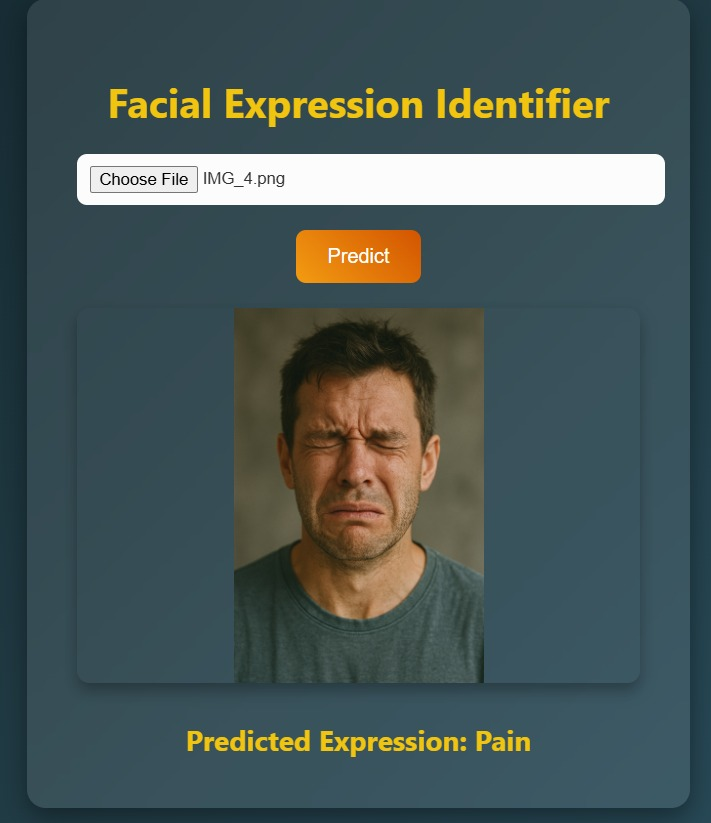 Facial Expression Identifier
Choose File IMG_4.png
Predict
Predicted Expression: Pain